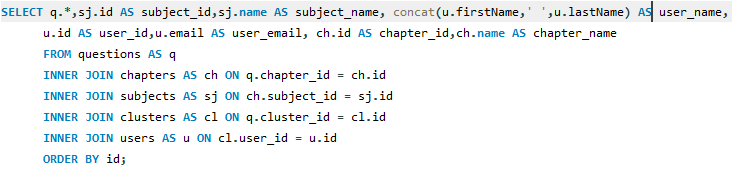 SELECT q.*,sj.id AS subject_id,sj.name AS subject_name, concat(u.firstName,' ',u.lastName) AS user_name,
u.id AS user_id,u.email AS user_email, ch.id AS chapter_id,ch.name AS chapter_name
FROM questions AS q
INNER JOIN chapters AS ch ON q.chapter_id = ch.id
INNER JOIN subjects AS sj ON ch.subject_id = sj.id
INNER JOIN clusters AS cl ON q.cluster_id = cl.id
INNER JOIN users AS u ON cl.user_id = u.id
ORDER BY id;